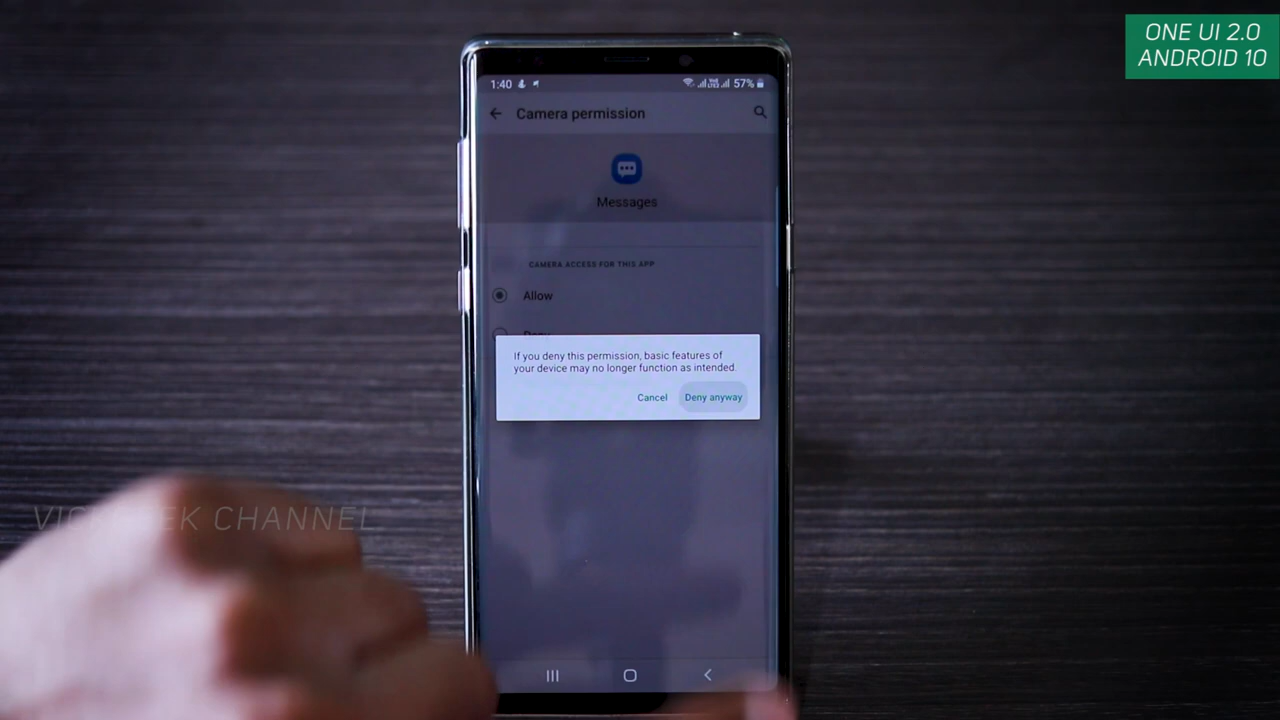 ONE UI 2.0
ANDROID 10
1:40
57%
Camera permission
Messages
CAMERA ACCESS FOR THIS APP
Allow
If you deny this permission, basic features of
your device may no longer function as intended.
Cancel
Deny anyway
CHANNEL